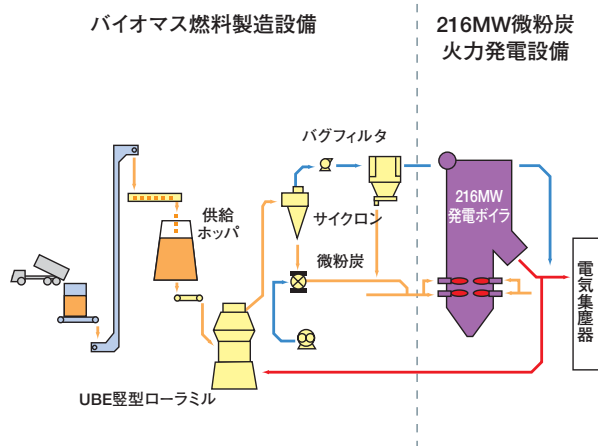 バイオマス燃料製造設備
216MW微粉炭
火力発電設備
バグフィルタ
供給
ホッパ
サイクロン
216MW
発電ボイラ
微粉炭
電気集塵器
UBE竪型ローラミル